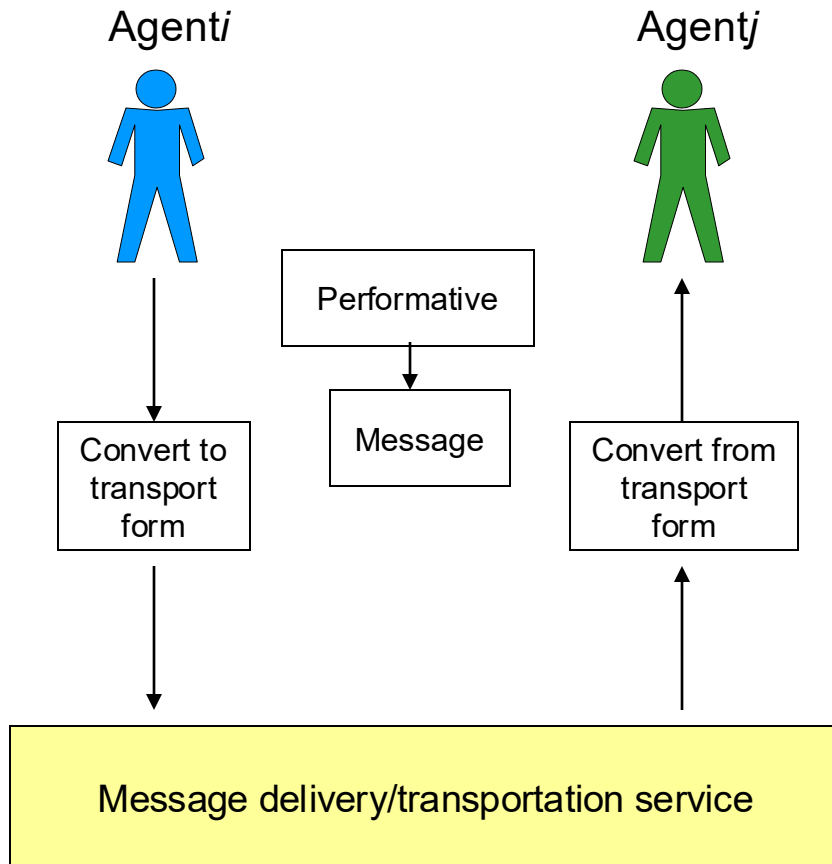 Agenti
Agentj
Performative
Message
Convert to
transport
form
Convert from
transport
form
Message delivery/transportation service